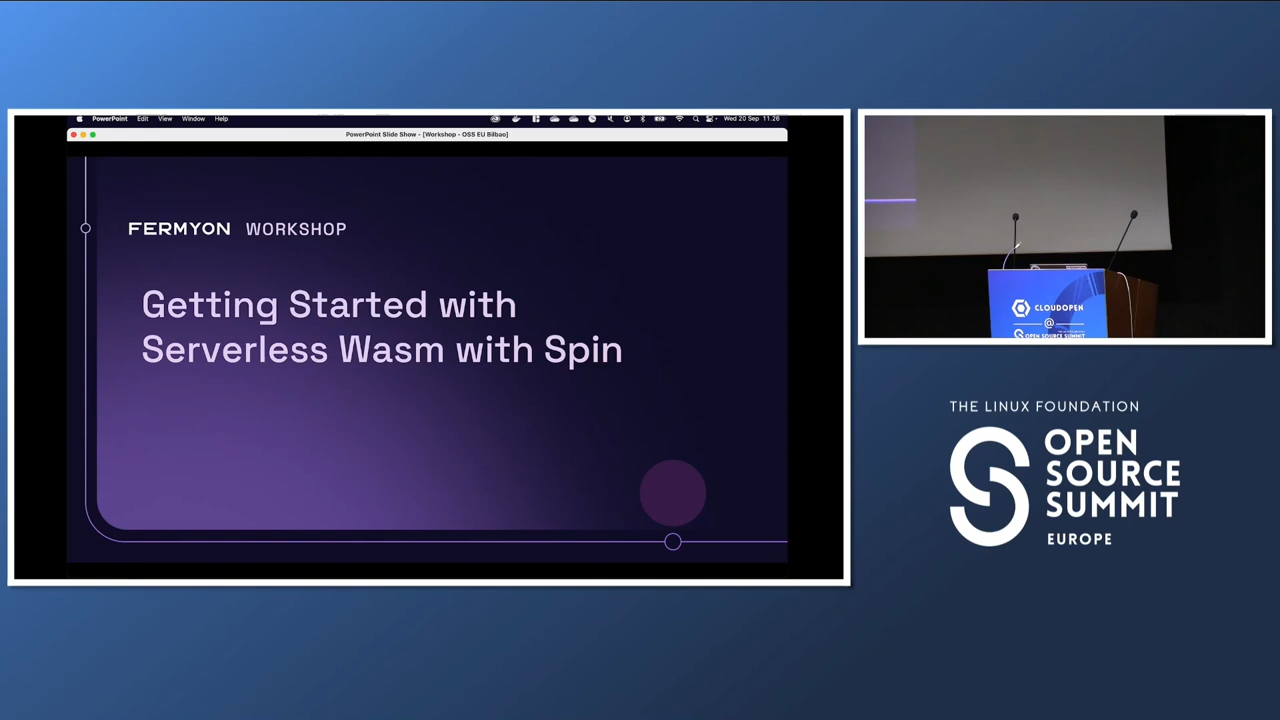 PowerPoint Edit View Window Help
Wed 20 Sep 11.26
PowerPoint Slide Show - [Workshop - OSS EU Bilbao]
FERMYON WORKSHOP
Getting Started with
Serverless Wasm with Spin
CLOUDOPEN
@
OPEN SOURCE SUMMIT
THE LINUX FOUNDATION
OPEN
SOURCE
SUMMIT
EUROPE